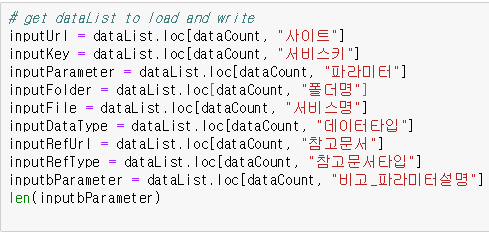 # get dataList to load and write
inputUrl = dataList.loc[dataCount, "사이트"]
inputKey = dataList.loc[dataCount, "서비스키"]
inputParameter = dataList.loc[dataCount, "파라미터"]
inputFolder = dataList.loc[dataCount, "폴더명"]
inputFile = dataList.loc[dataCount, "서비스명"]
inputDataType = dataList.loc[dataCount, "데이터타입"]
inputRefUrl = dataList.loc[dataCount, "참고문서"]
inputRefType = dataList.loc[dataCount, "참고문서타입"]
inputbParameter = dataList.loc[dataCount, "비고_파라미터설명"]
len(inputbParameter)